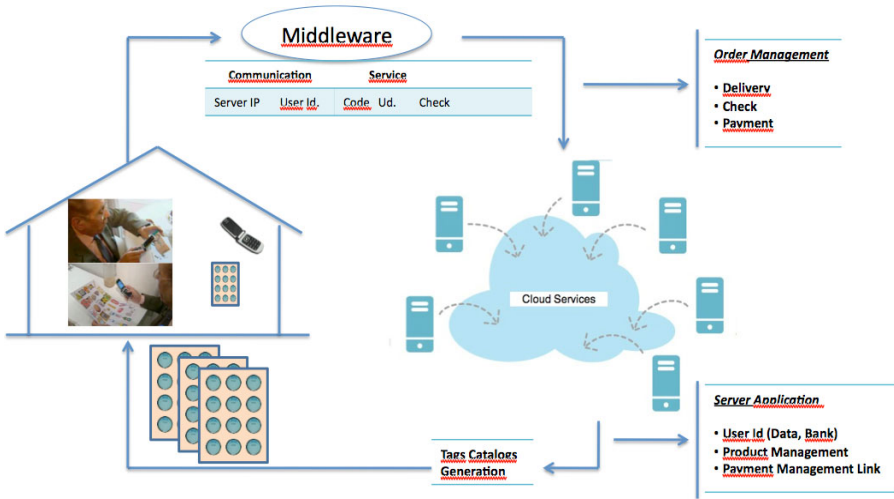 Middleware
Communication Service
Server IP User Id. Code Ud. Check
Order Management
• Delivery
• Check
• Payment
Cloud Services
Server Application
• User Id (Data, Bank)
• Product Management
• Payment Management Link
Tags Catalogs
Generation